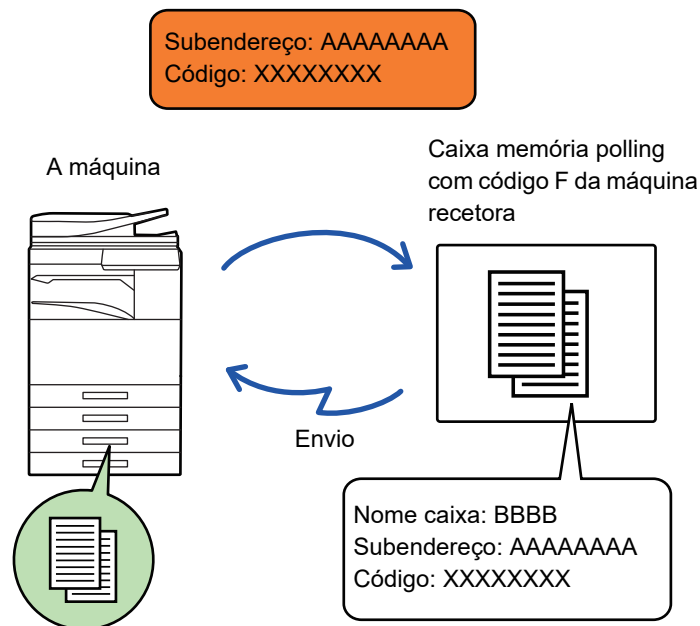 Subendereço: AAAAAAAA
Código: XXXXXXXX
A máquina
Caixa memória polling
com código F da máquina
recetora
Envio
Nome caixa: BBBB
Subendereço: AAAAAAAA
Código: XXXXXXXX